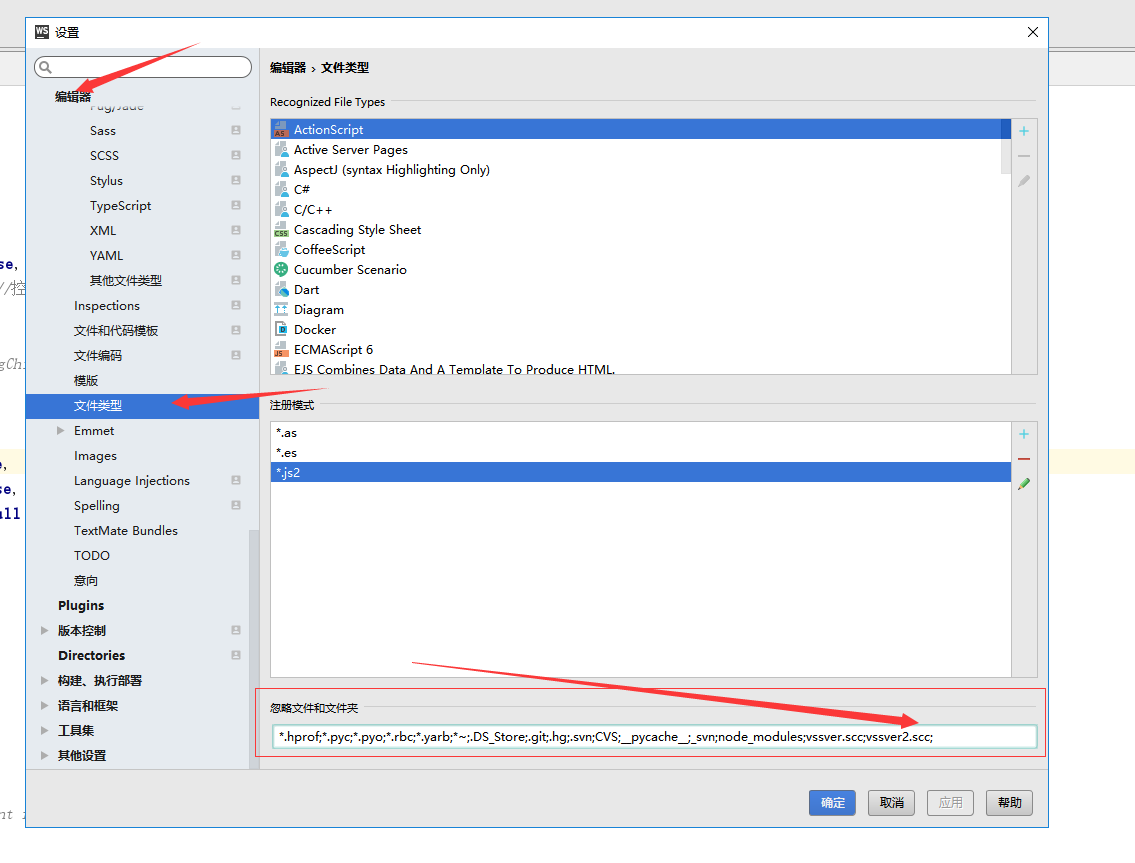 WS 设置
编辑器
Pug/Jade
Sass
SCSS
Stylus
TypeScript
XML
YAML
其他文件类型
Inspections
文件和代码模板
文件编码
模版
文件类型
Emmet
Images
Language Injections
Spelling
TextMate Bundles
TODO
意向
Plugins
版本控制
Directories
构建、执行部署
语言和框架
工具集
其他设置
编辑器 › 文件类型
Recognized File Types
ActionScript
Active Server Pages
AspectJ (syntax Highlighting Only)
C#
C/C++
Cascading Style Sheet
CoffeeScript
Cucumber Scenario
Dart
Diagram
Docker
ECMAScript 6
EJS Combines Data And A Template To Produce HTML.
注册模式
*.as
*.es
*.js2
忽略文件和文件夹
*.hprof;*.pyc;*.pyo;*.rbc;*.yarb;*~;.DS_Store;.git;.hg;.svn;CVS;__pycache__;_svn;node_modules;vssver.scc;vssver2.scc;
确定
取消
应用
帮助
se,
//控
gChi
e,
se,
ull
nt